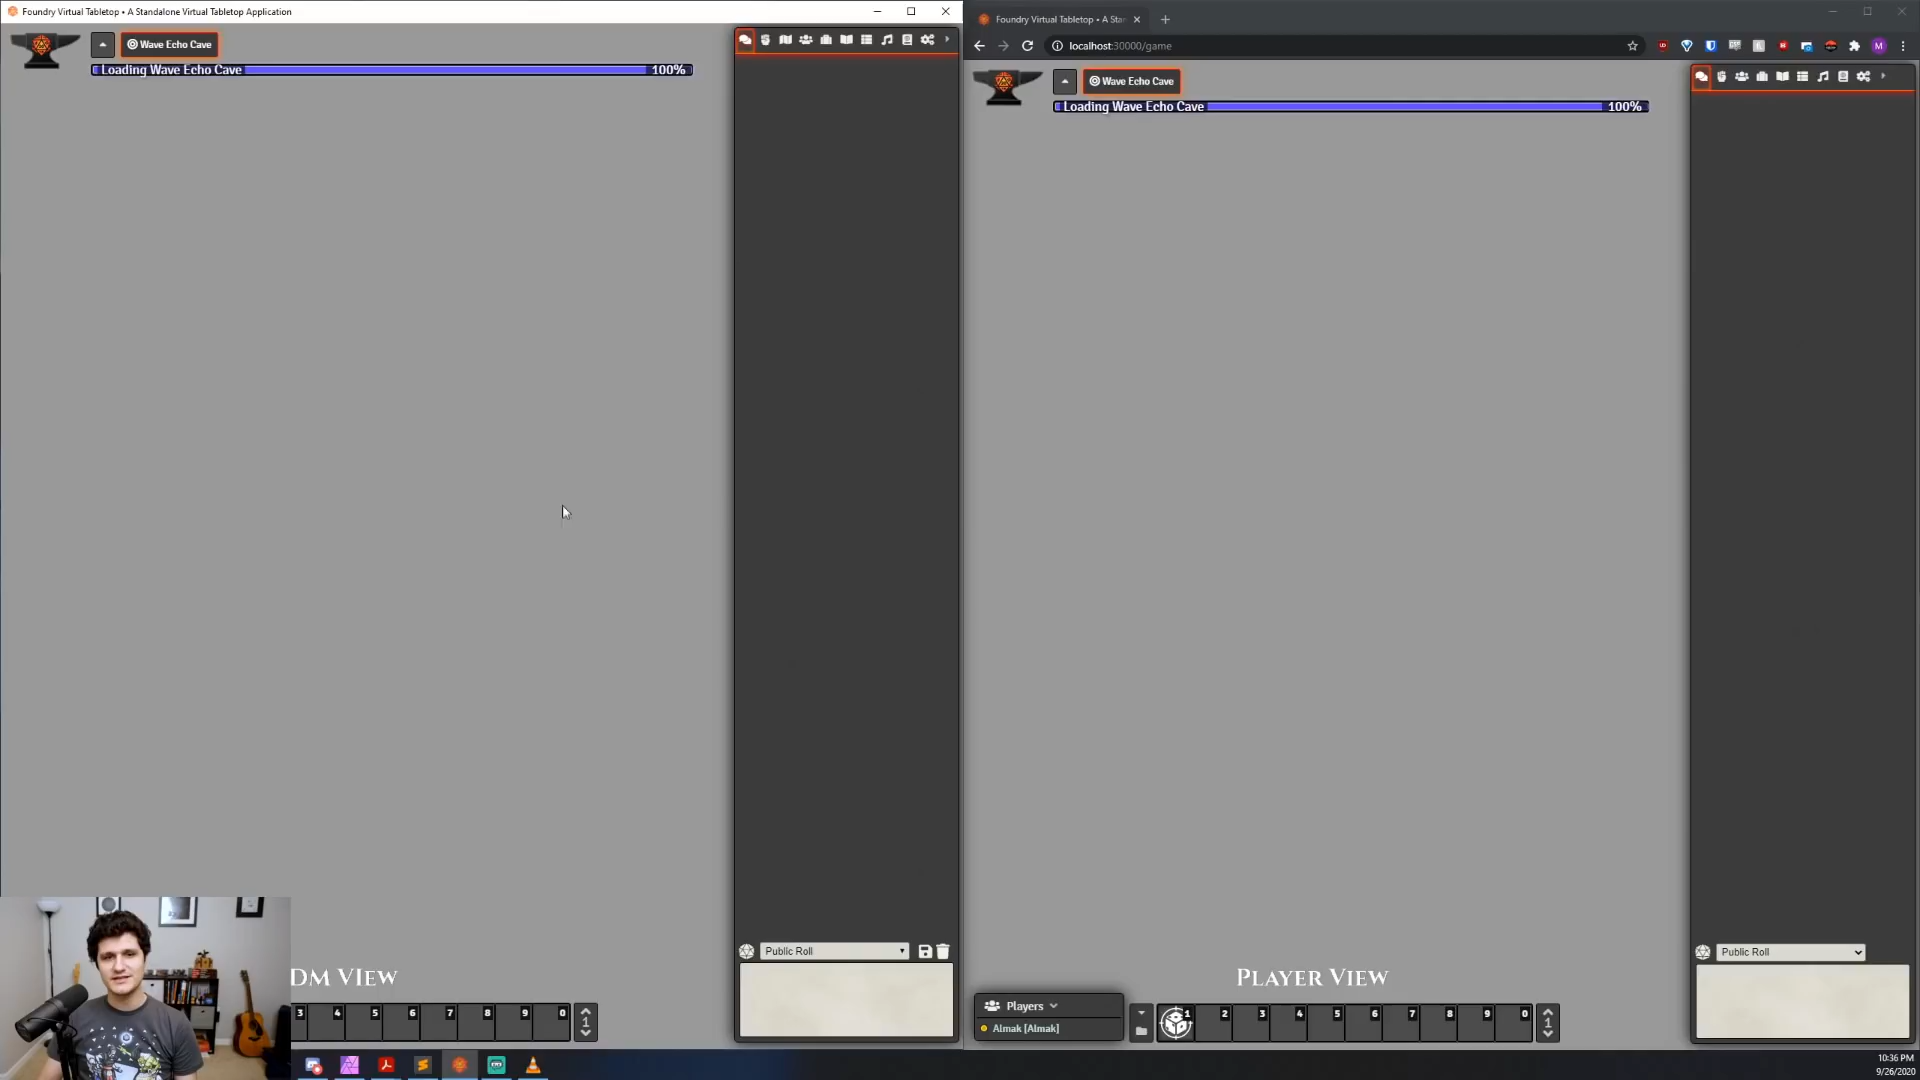 Foundry Virtual Tabletop • A Standalone Virtual Tabletop Application
Wave Echo Cave
Loading Wave Echo Cave 100%
Public Roll
DM View
3 4 5 6 7 8 9 0
1
Foundry Virtual Tabletop • A Star
localhost:30000/game
M
Wave Echo Cave
Loading Wave Echo Cave 100%
Public Roll
Player View
Players
Almak [Almak]
1 2 3 4 5 6 7 8 9 0
1
10:36 PM
9/26/2020